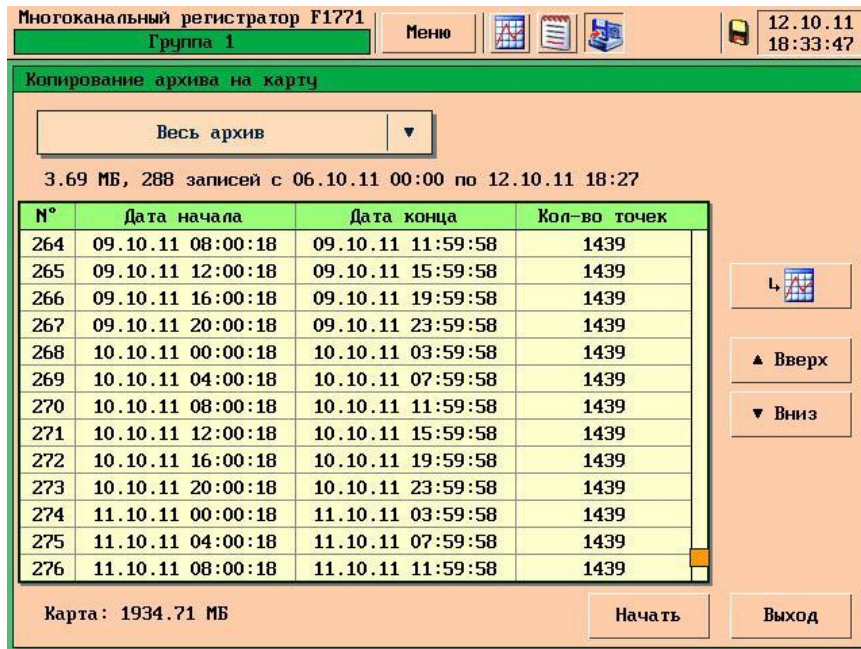 Многоканальный регистратор F1771
Группа 1
Меню
12.10.11
18:33:47
Копирование архива на карту
Весь архив
3.69 МБ, 288 записей с 06.10.11 00:00 по 12.10.11 18:27
N° Дата начала Дата конца Кол-во точек
264 09.10.11 08:00:18 09.10.11 11:59:58 1439
265 09.10.11 12:00:18 09.10.11 15:59:58 1439
266 09.10.11 16:00:18 09.10.11 19:59:58 1439
267 09.10.11 20:00:18 09.10.11 23:59:58 1439
268 10.10.11 00:00:18 10.10.11 03:59:58 1439
269 10.10.11 04:00:18 10.10.11 07:59:58 1439
270 10.10.11 08:00:18 10.10.11 11:59:58 1439
271 10.10.11 12:00:18 10.10.11 15:59:58 1439
272 10.10.11 16:00:18 10.10.11 19:59:58 1439
273 10.10.11 20:00:18 10.10.11 23:59:58 1439
274 11.10.11 00:00:18 11.10.11 03:59:58 1439
275 11.10.11 04:00:18 11.10.11 07:59:58 1439
276 11.10.11 08:00:18 11.10.11 11:59:58 1439
▲ Вверх
▼ Вниз
Карта: 1934.71 МБ
Начать
Выход